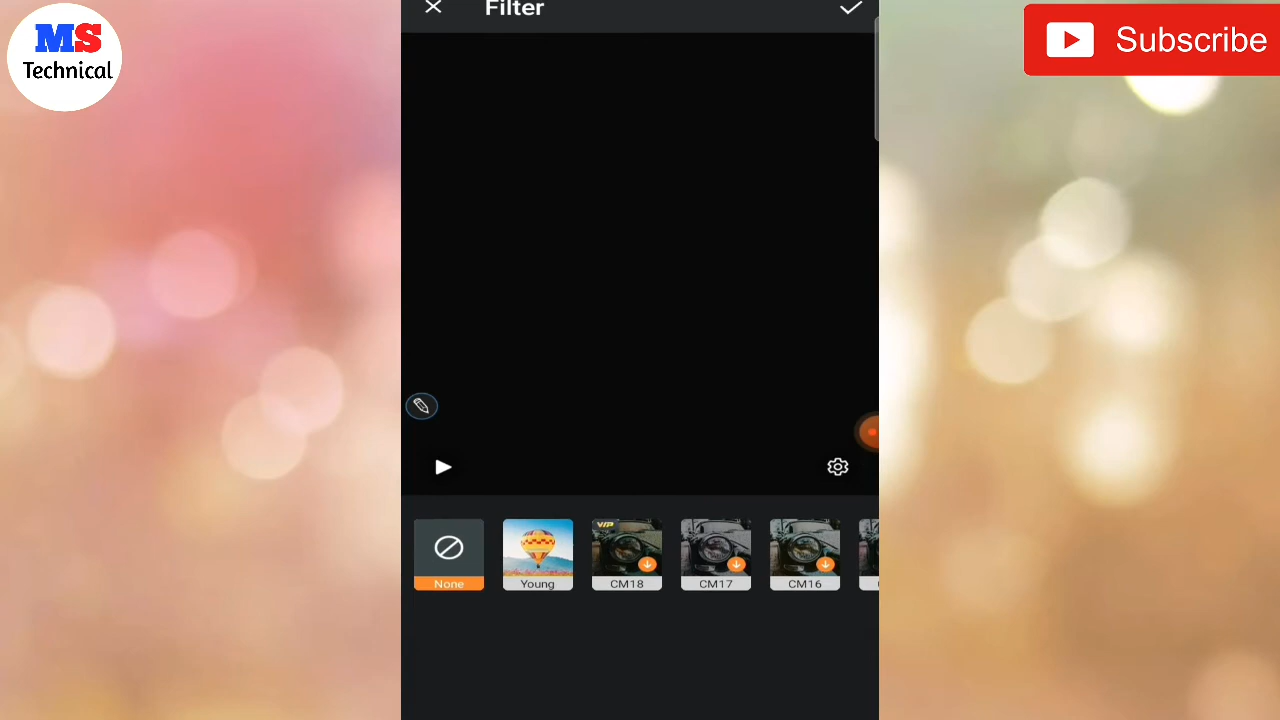 MS
Technical
Filter
Subscribe
None
Young
VIP
CM18
CM17
CM16